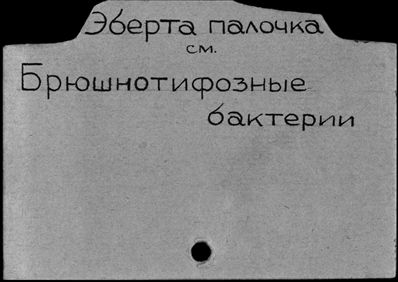 Эберта палочка
см.
Брюшнотифозные
бактерии